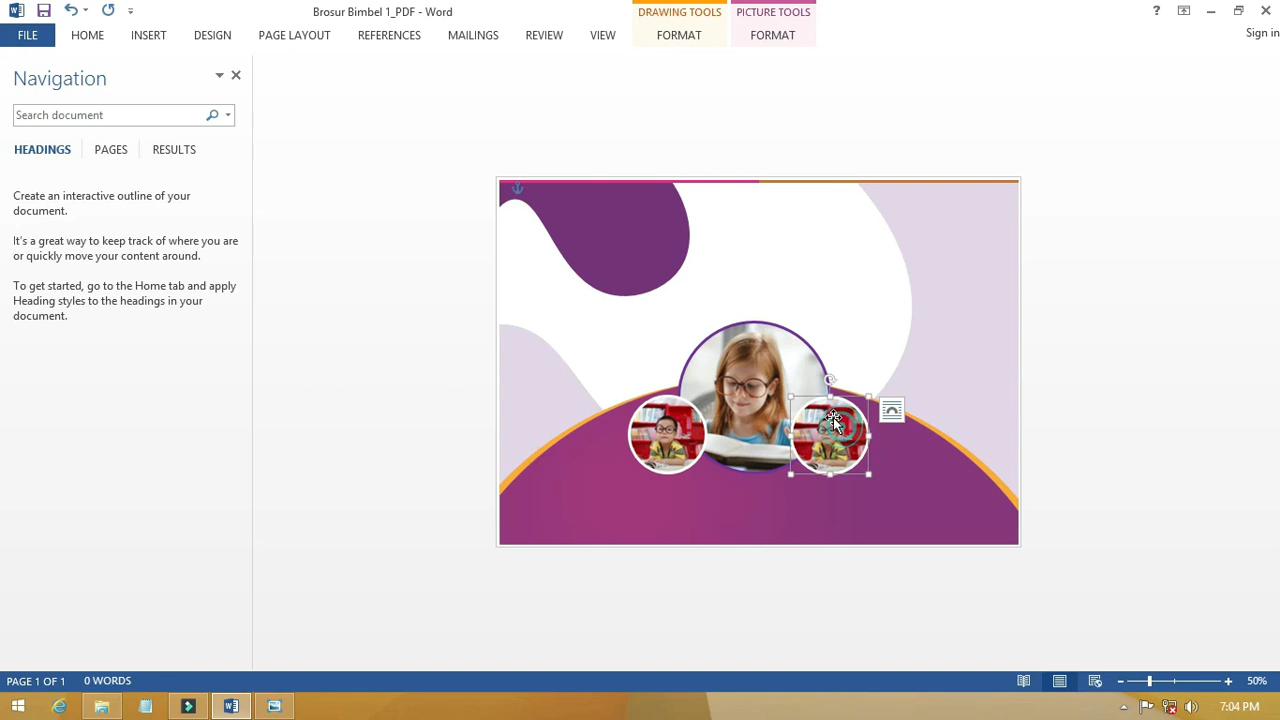 Brosur Bimbel 1_PDF - Word
DRAWING TOOLS
PICTURE TOOLS
?
Sign in
FILE
HOME
INSERT
DESIGN
PAGE LAYOUT
REFERENCES
MAILINGS
REVIEW
VIEW
FORMAT
FORMAT
Navigation
Search document
HEADINGS
PAGES
RESULTS
Create an interactive outline of your
document.
It's a great way to keep track of where you are
or quickly move your content around.
To get started, go to the Home tab and apply
Heading styles to the headings in your
document.
PAGE 1 OF 1
0 WORDS
50%
7:04 PM